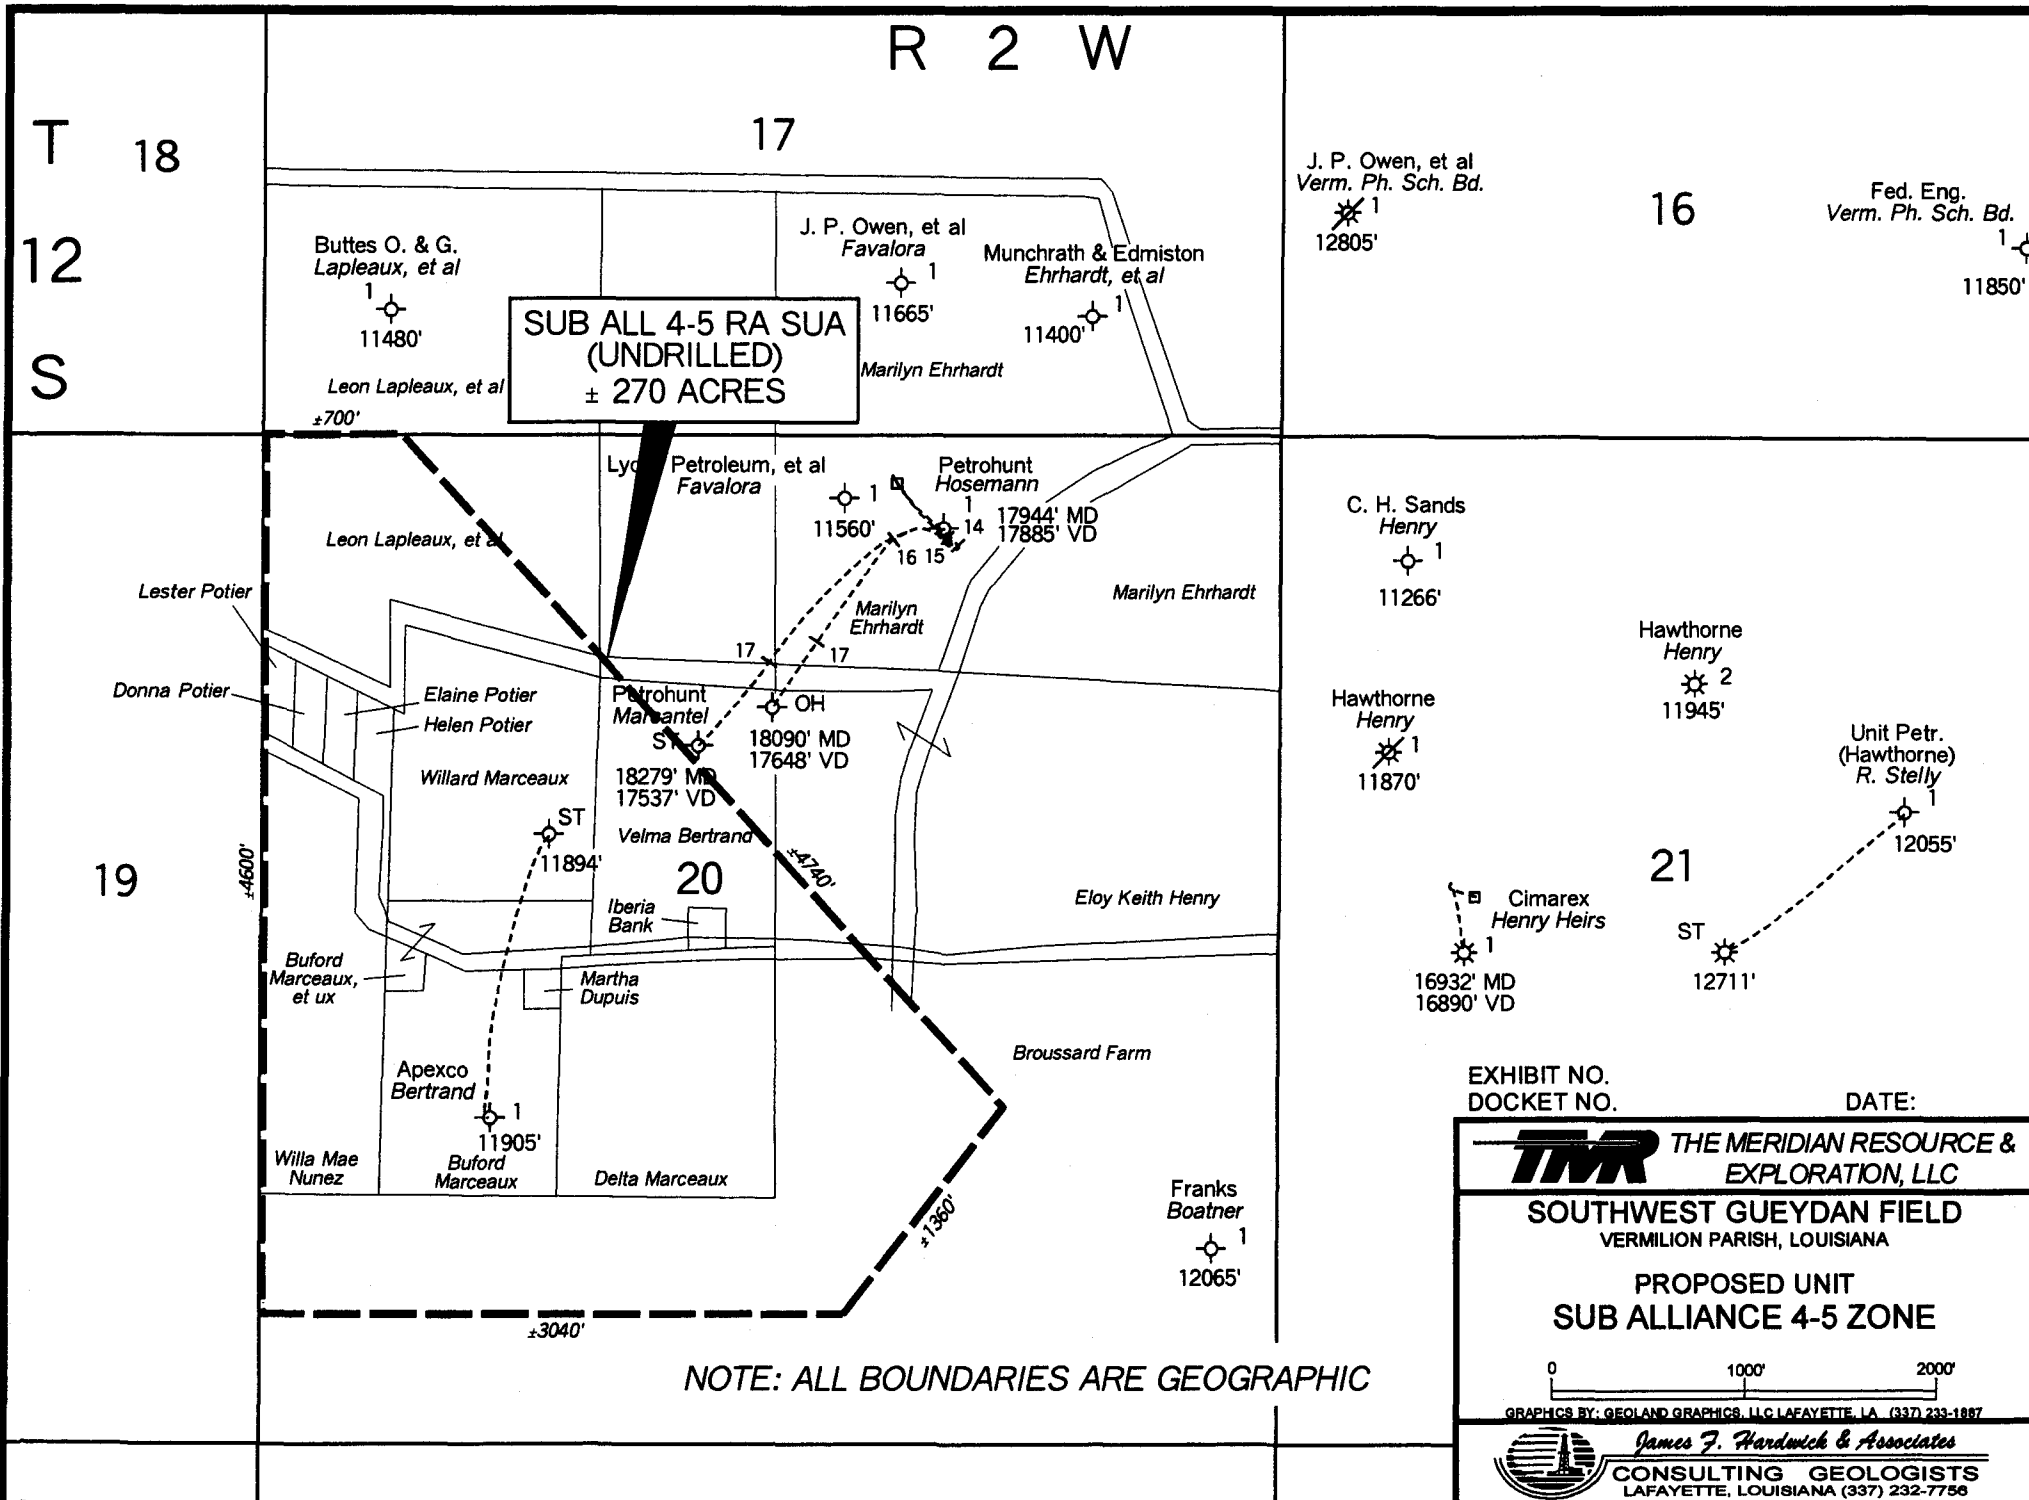 R 2 W
T
18
17
12
S
J. P. Owen, et al
Verm. Ph. Sch. Bd.
1
12805'
16
Fed. Eng.
Verm. Ph. Sch. Bd.
1
11850'
Buttes O. & G.
Lapleaux, et al
1
11480'
J. P. Owen, et al
Favalora
1
11665'
Munchrath & Edmiston
Ehrhardt, et al
1
11400'
SUB ALL 4-5 RA SUA
(UNDRILLED)
± 270 ACRES
Leon Lapleaux, et al
Marilyn Ehrhardt
±700'
Petroleum, et al
Favalora
1
11560'
Petrohunt
Hosemann
1
14
17944' MD
17885' VD
16
15
Leon Lapleaux, et al
C. H. Sands
Henry
1
11266'
Lester Potier
Marilyn
Ehrhardt
Marilyn Ehrhardt
17
17
Hawthorne
Henry
2
11945'
Donna Potier
Elaine Potier
Helen Potier
Petrohunt
Marcantel
ST
OH
18090' MD
17648' VD
18279' MD
17537' VD
Hawthorne
Henry
1
11870'
Unit Petr.
(Hawthorne)
R. Stelly
1
12055'
Willard Marceaux
ST
11894'
Velma Bertrand
±4740'
19
±4600'
20
21
Iberia
Bank
Eloy Keith Henry
Cimarex
Henry Heirs
1
16932' MD
16890' VD
ST
12711'
Buford
Marceaux,
et ux
Martha
Dupuis
Broussard Farm
Apexco
Bertrand
1
11905'
Willa Mae
Nunez
Buford
Marceaux
Delta Marceaux
±1360'
Franks
Boatner
1
12065'
±3040'
NOTE: ALL BOUNDARIES ARE GEOGRAPHIC
EXHIBIT NO.
DOCKET NO. DATE:
TMR THE MERIDIAN RESOURCE &
EXPLORATION, LLC
SOUTHWEST GUEYDAN FIELD
VERMILION PARISH, LOUISIANA
PROPOSED UNIT
SUB ALLIANCE 4-5 ZONE
0 1000' 2000'
GRAPHICS BY: GEOLAND GRAPHICS, LLC LAFAYETTE, LA (337) 233-1887
James F. Hardwick & Associates
CONSULTING GEOLOGISTS
LAFAYETTE, LOUISIANA (337) 232-7756